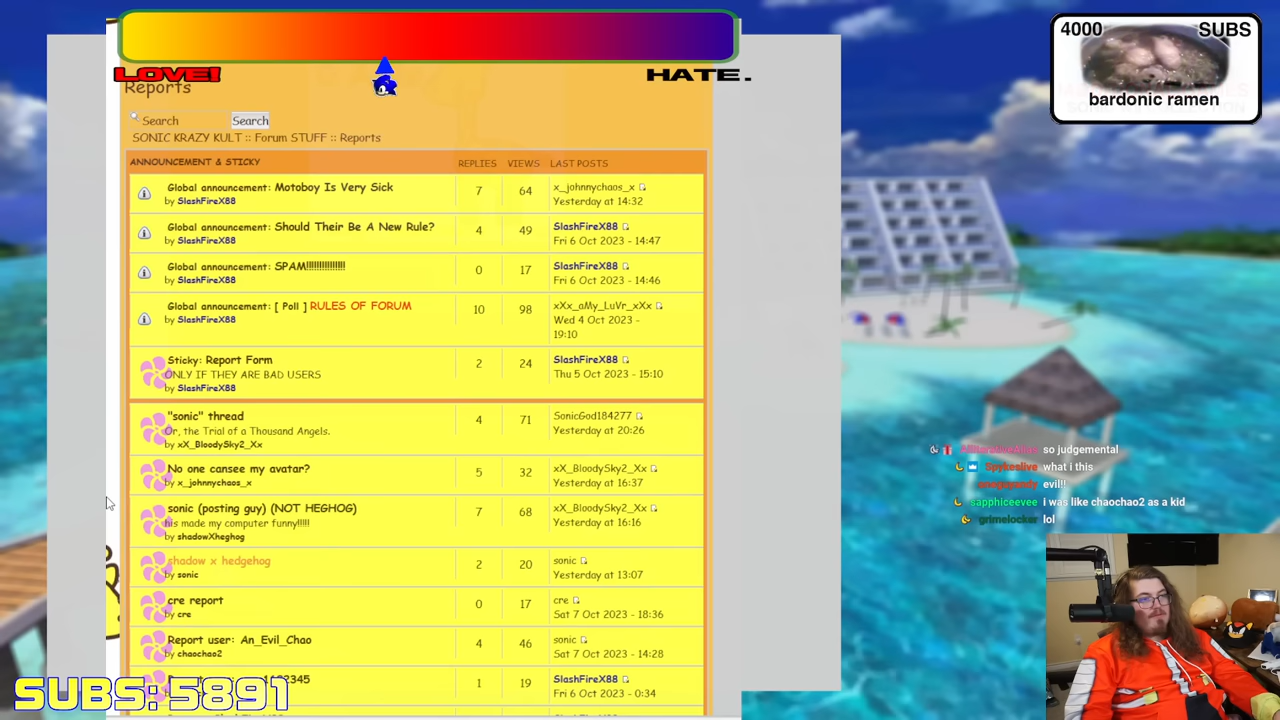 4000 SUBS
bardonic ramen
LOVE!
HATE.
Reports
Search Search
SONIC KRAZY KULT :: Forum STUFF :: Reports
ANNOUNCEMENT & STICKY REPLIES VIEWS LAST POSTS
Global announcement: Motoboy Is Very Sick 7 64 x_johnnychaos_x
by SlashFireX88 Yesterday at 14:32
Global announcement: Should Their Be A New Rule? 4 49 SlashFireX88
by SlashFireX88 Fri 6 Oct 2023 - 14:47
Global announcement: SPAM!!!!!!!!!!!!!!! 0 17 SlashFireX88
by SlashFireX88 Fri 6 Oct 2023 - 14:46
Global announcement: [ Poll ] RULES OF FORUM 10 98 xXx_aMy_LuVr_xXx
by SlashFireX88 Wed 4 Oct 2023 -
19:10
Sticky: Report Form 2 24 SlashFireX88
ONLY IF THEY ARE BAD USERS Thu 5 Oct 2023 - 15:10
by SlashFireX88
"sonic" thread 4 71 SonicGod184277
Or, the Trial of a Thousand Angels. Yesterday at 20:26
by xX_BloodySky2_Xx
No one cansee my avatar? 5 32 xX_BloodySky2_Xx
by x_johnnychaos_x Yesterday at 16:37
sonic (posting guy) (NOT HEGHOG) 7 68 xX_BloodySky2_Xx
his made my computer funny!!!!! Yesterday at 16:16
by shadowXheghog
shadow x hedgehog 2 20 sonic
by sonic Yesterday at 13:07
cre report 0 17 cre
by cre Sat 7 Oct 2023 - 18:36
Report user: An_Evil_Chao 4 46 sonic
by chaochao2 Sat 7 Oct 2023 - 14:28
1 19 SlashFireX88
Fri 6 Oct 2023 - 0:34
SUBS: 5891
so judgemental
Spykeslive what i this
evil!!
sapphiceevee i was like chaochao2 as a kid
grimelocker lol